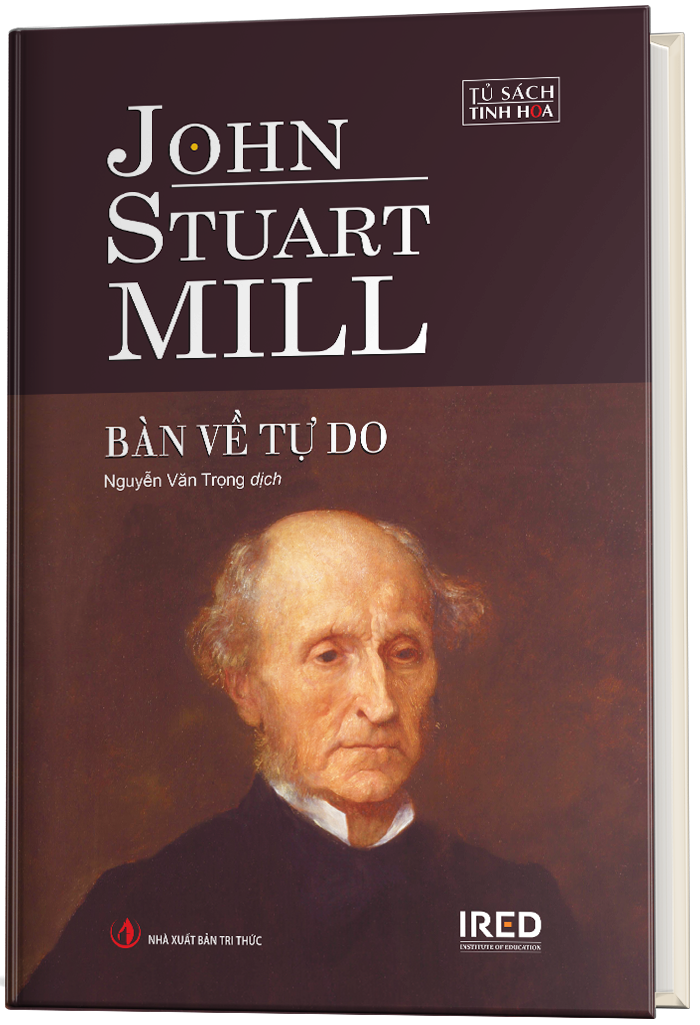 TỦ SÁCH
TINH HOA
JOHN
STUART
MILL
BÀN VỀ TỰ DO
Nguyễn Văn Trọng dịch
NHÀ XUẤT BẢN TRI THỨC
IRED
INSTITUTE OF EDUCATION